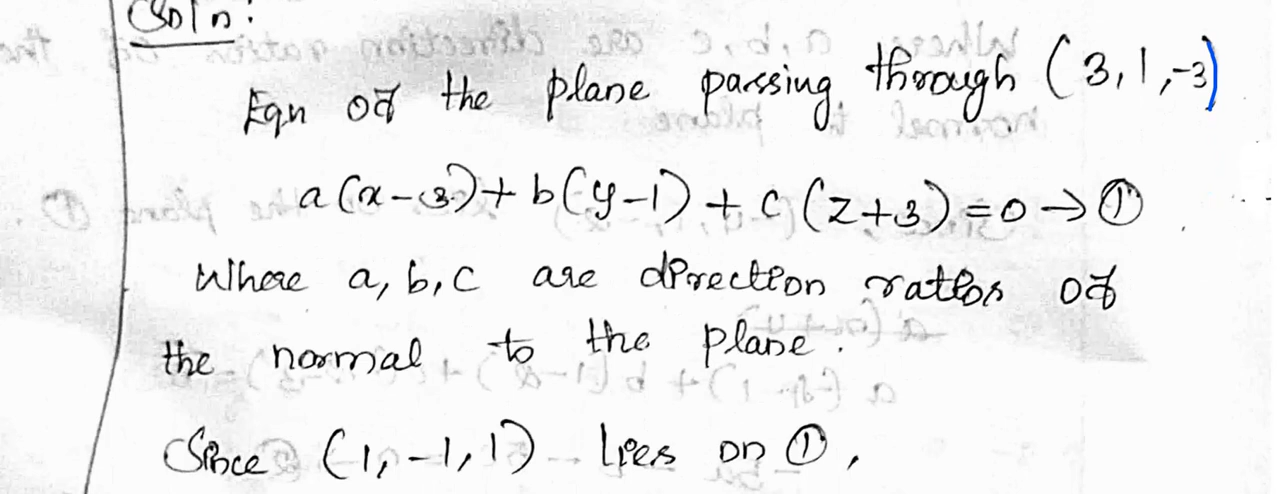 Soln:
Eqn of the plane passing through (3,1,-3)
a(x-3)+b(y-1)+c(z+3)=0→①
Where a, b, c are direction ratios of
the normal to the plane.
Since (1,-1,1) lies on ①,